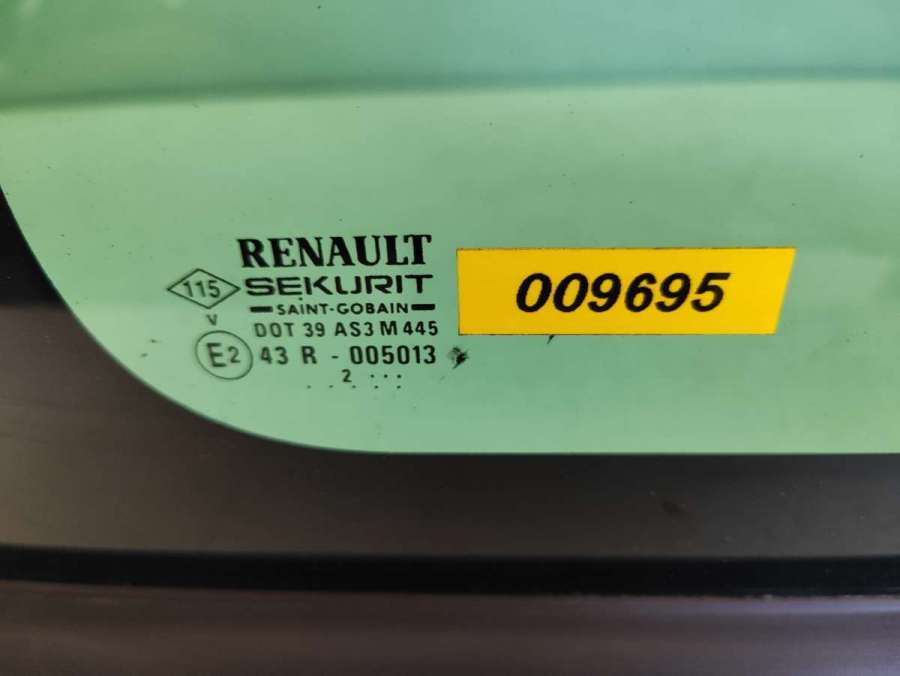 RENAULT
115
SEKURIT
SAINT-GOBAIN
V
DOT 39 AS3 M 445
E2 43 R - 005013
.. 2 ...
009695